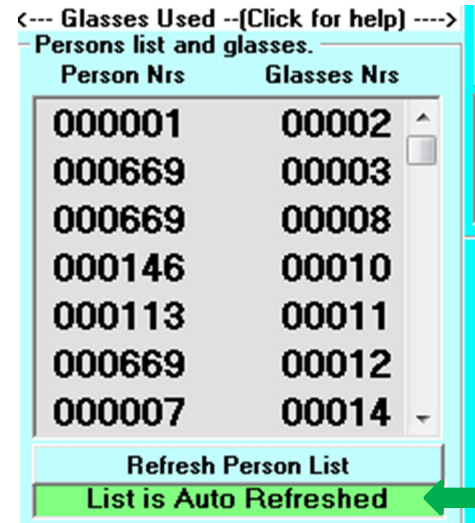 <--- Glasses Used --(Click for help) ---->
Persons list and glasses.
Person Nrs Glasses Nrs
000001 00002
000669 00003
000669 00008
000146 00010
000113 00011
000669 00012
000007 00014
Refresh Person List
List is Auto Refreshed